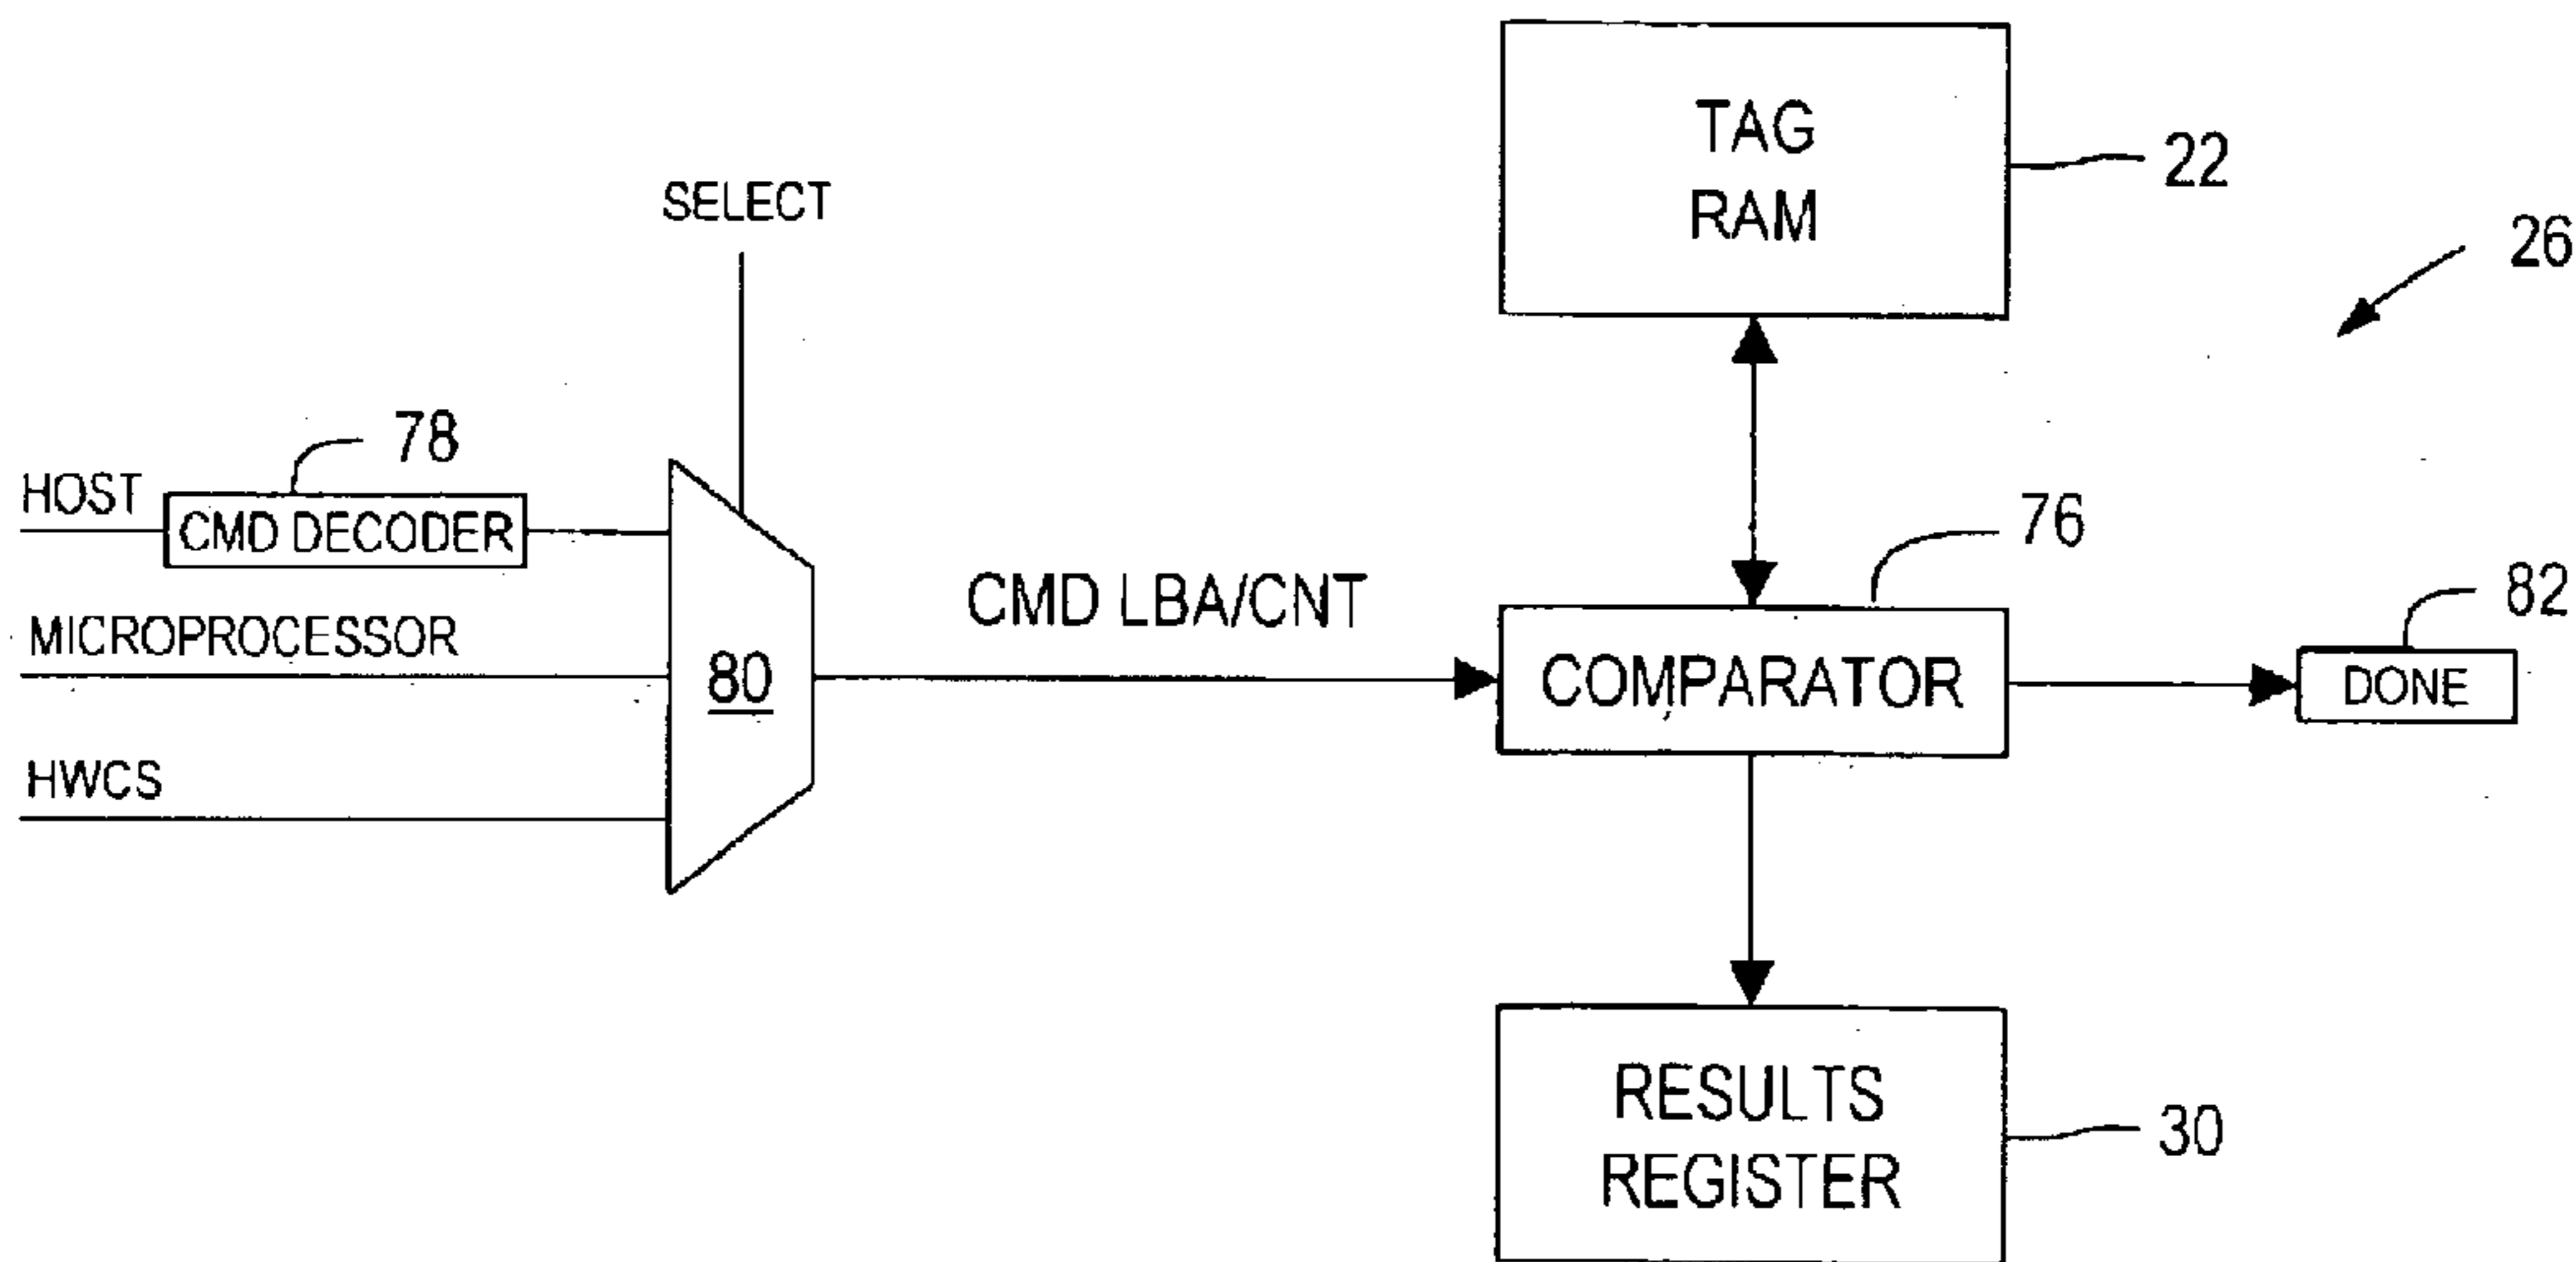 TAG
RAM
22
26
SELECT
78
HOST
CMD DECODER
76
CMD LBA/CNT
82
MICROPROCESSOR
80
COMPARATOR
DONE
HWCS
RESULTS
REGISTER
30